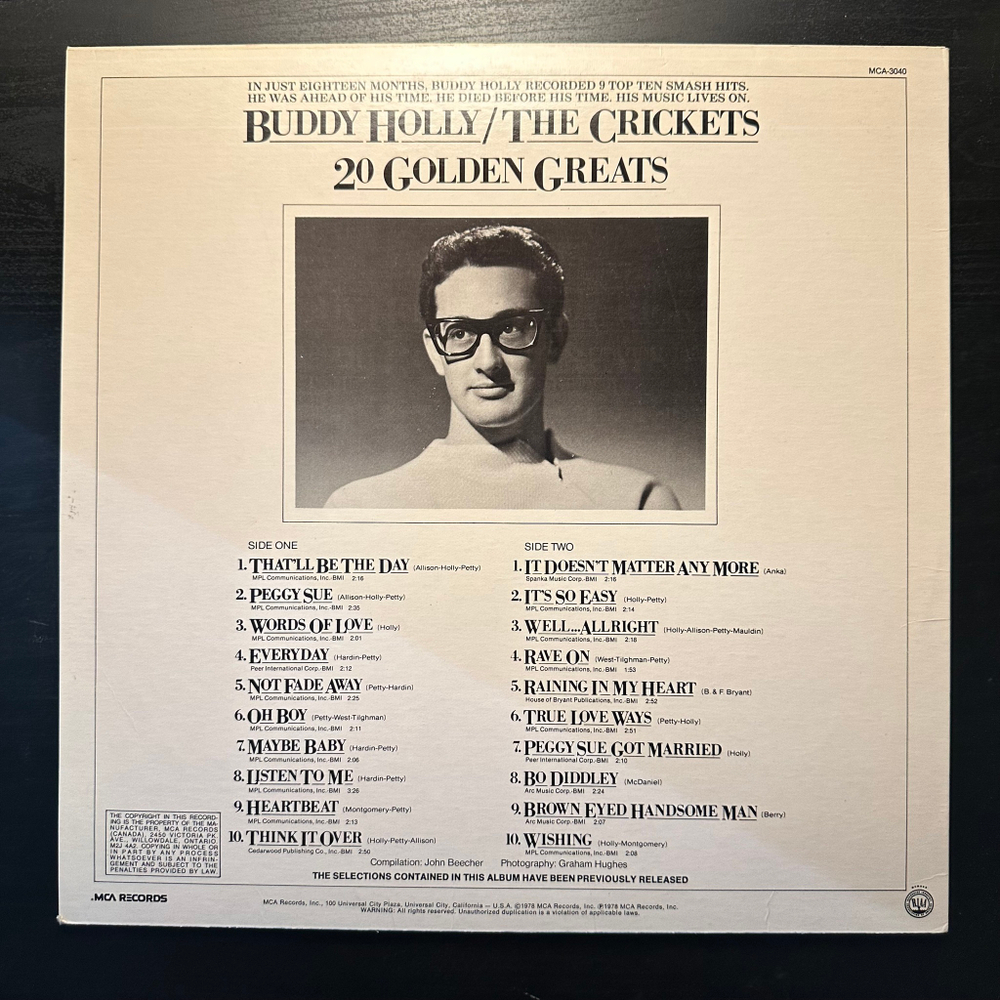 MCA-3040
IN JUST EIGHTEEN MONTHS, BUDDY HOLLY RECORDED 9 TOP TEN SMASH HITS.
HE WAS AHEAD OF HIS TIME. HE DIED BEFORE HIS TIME. HIS MUSIC LIVES ON.
BUDDY HOLLY/THE CRICKETS
20 GOLDEN GREATS
SIDE ONE
1. THAT'LL BE THE DAY (Allison-Holly-Petty)
MPL Communications, Inc.-BMI 2:16
2. PEGGY SUE (Allison-Holly-Petty)
MPL Communications, Inc.-BMI 2:35
3. WORDS OF LOVE (Holly)
MPL Communications, Inc.-BMI 2:01
4. EVERYDAY (Hardin-Petty)
Peer International Corp.-BMI 2:12
5. NOT FADE AWAY (Petty-Hardin)
MPL Communications, Inc.-BMI 2:25
6. OH BOY (Petty-West-Tilghman)
MPL Communications, Inc.-BMI 2:11
7. MAYBE BABY (Hardin-Petty)
MPL Communications, Inc.-BMI 2:06
8. LISTEN TO ME (Hardin-Petty)
MPL Communications, Inc.-BMI 3:26
9. HEARTBEAT (Montgomery-Petty)
MPL Communications, Inc.-BMI 2:13
10. THINK IT OVER (Holly-Petty-Allison)
Cedarwood Publishing Co., Inc.-BMI 2:50
SIDE TWO
1. IT DOESN'T MATTER ANY MORE (Anka)
Spanka Music Corp.-BMI 2:16
2. IT'S SO EASY (Holly-Petty)
MPL Communications, Inc.-BMI 2:14
3. WELL...ALLRIGHT (Holly-Allison-Petty-Mauldin)
MPL Communications, Inc.-BMI 2:18
4. RAVE ON (West-Tilghman-Petty)
MPL Communications, Inc.-BMI 1:53
5. RAINING IN MY HEART (B. & F. Bryant)
House of Bryant Publications, Inc.-BMI 2:52
6. TRUE LOVE WAYS (Petty-Holly)
MPL Communications, Inc.-BMI 2:51
7. PEGGY SUE GOT MARRIED (Holly)
Peer International Corp.-BMI 2:10
8. BO DIDDLEY (McDaniel)
Arc Music Corp.-BMI 2:24
9. BROWN EYED HANDSOME MAN (Berry)
Arc Music Corp.-BMI 2:07
10. WISHING (Holly-Montgomery)
MPL Communications, Inc.-BMI 2:08
THE COPYRIGHT IN THIS RECORD-
ING IS THE PROPERTY OF THE MA-
NUFACTURER, MCA RECORDS
(CANADA), 2450 VICTORIA PK.
AVE., WILLOWDALE, ONTARIO.
M2J 4A2. COPYING IN WHOLE OR
IN PART BY ANY PROCESS
WHATSOEVER IS AN INFRIN-
GEMENT AND SUBJECT TO THE
PENALTIES PROVIDED BY LAW.
Compilation: John Beecher Photography: Graham Hughes
THE SELECTIONS CONTAINED IN THIS ALBUM HAVE BEEN PREVIOUSLY RELEASED
.MCA RECORDS
MCA Records, Inc., 100 Universal City Plaza, Universal City, California – U.S.A. ©1978 MCA Records, Inc. ℗1978 MCA Records, Inc.
WARNING: All rights reserved. Unauthorized duplication is a violation of applicable laws.